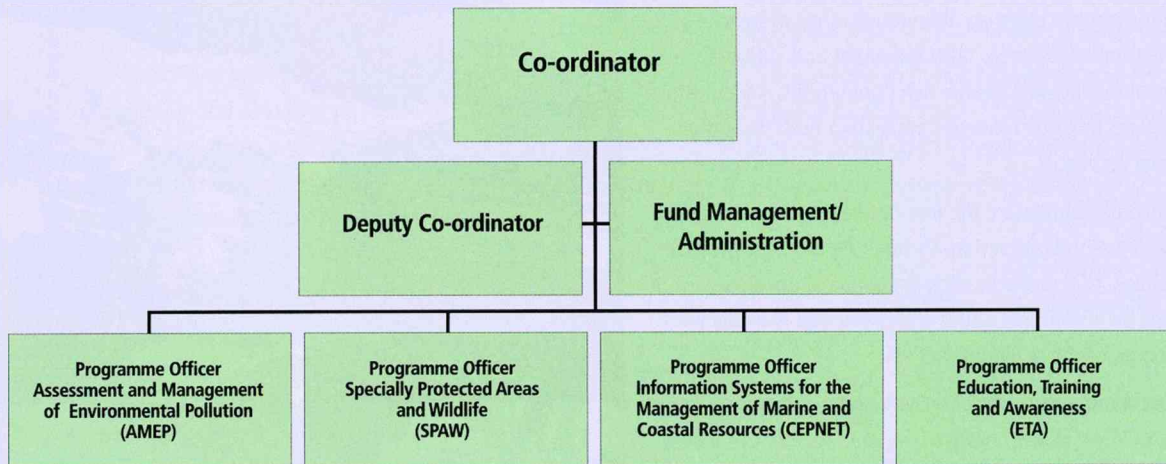 Co-ordinator
Deputy Co-ordinator
Fund Management/
Administration
Programme Officer
Assessment and Management
of Environmental Pollution
(AMEP)
Programme Officer
Specially Protected Areas
and Wildlife
(SPAW)
Programme Officer
Information Systems for the
Management of Marine and
Coastal Resources (CEPNET)
Programme Officer
Education, Training
and Awareness
(ETA)